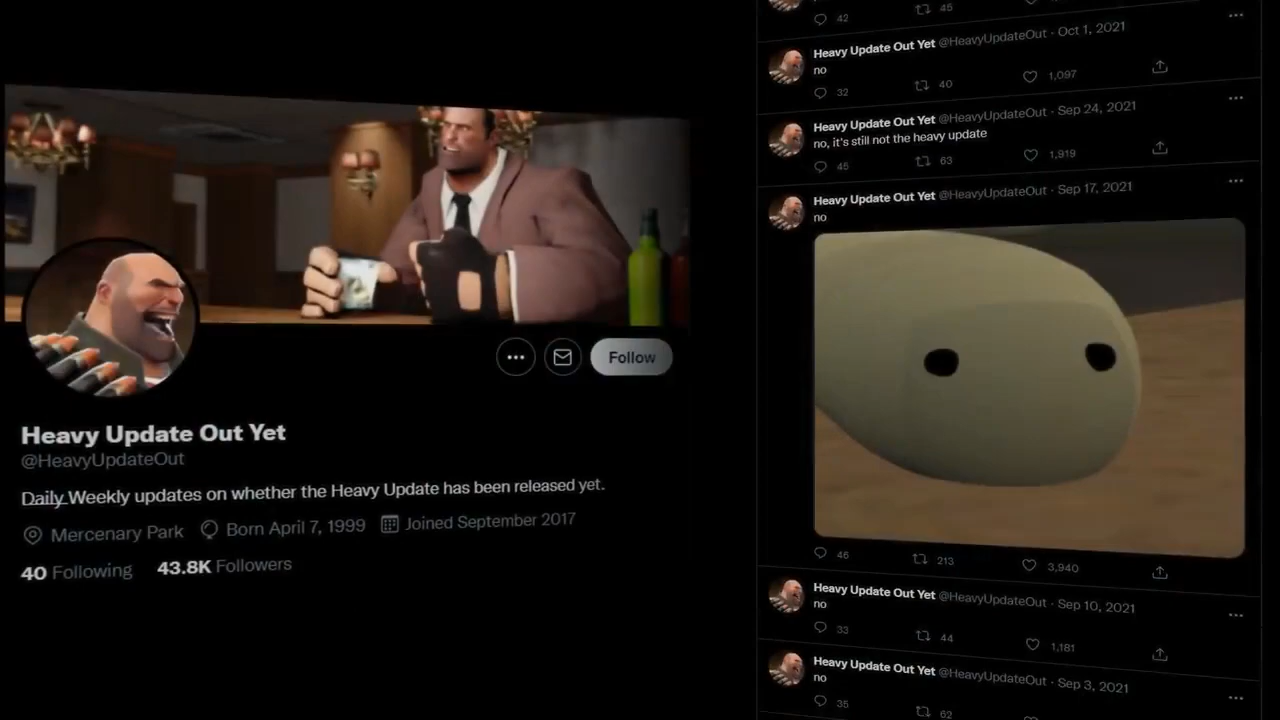 Follow
Heavy Update Out Yet
@HeavyUpdateOut
Daily Weekly updates on whether the Heavy Update has been released yet.
Mercenary Park Born April 7, 1999 Joined September 2017
40 Following 43.8K Followers
42 45
Heavy Update Out Yet @HeavyUpdateOut · Oct 1, 2021
no
32 40 1,097
Heavy Update Out Yet @HeavyUpdateOut · Sep 24, 2021
no, it's still not the heavy update
45 63 1,919
Heavy Update Out Yet @HeavyUpdateOut · Sep 17, 2021
no
46 213 3,940
Heavy Update Out Yet @HeavyUpdateOut · Sep 10, 2021
no
33 44 1,181
Heavy Update Out Yet @HeavyUpdateOut · Sep 3, 2021
no
35 62